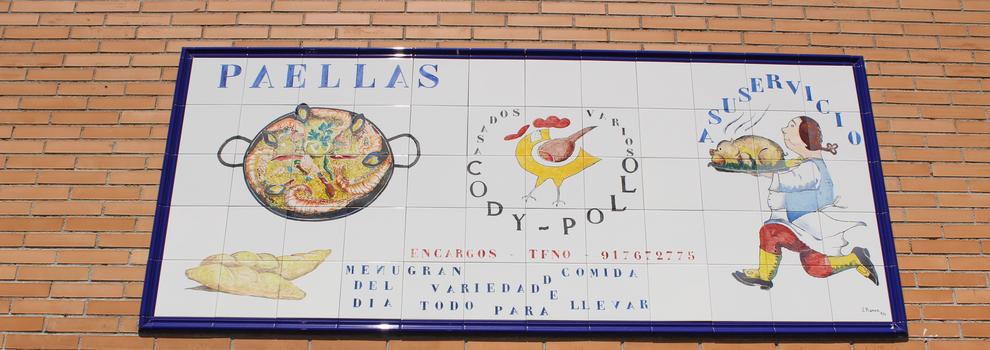 PAELLAS
ASADOS VARIOS
CODY-POLL
A SU SERVICIO
ENCARGOS - TFNO - 917672775
MENU GRAN
DEL VARIEDAD DE COMIDA
DIA TODO PARA LLEVAR